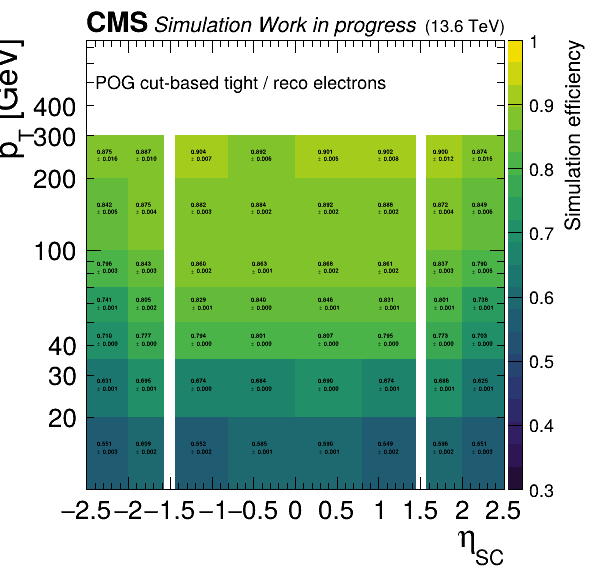 CMS Simulation Work in progress (13.6 TeV)
POG cut-based tight / reco electrons
p_T [GeV]
400
300
200
100
40
30
20
0.875 0.887 0.904 0.892 0.901 0.902 0.900 0.874
± 0.016 ± 0.010 ± 0.007 ± 0.006 ± 0.005 ± 0.008 ± 0.012 ± 0.016
0.842 0.875 0.882 0.884 0.892 0.888 0.872 0.849
± 0.005 ± 0.004 ± 0.003 ± 0.002 ± 0.002 ± 0.002 ± 0.004 ± 0.006
0.796 0.843 0.860 0.863 0.868 0.861 0.837 0.790
± 0.003 ± 0.003 ± 0.002 ± 0.002 ± 0.002 ± 0.002 ± 0.003 ± 0.005
0.741 0.805 0.829 0.840 0.846 0.831 0.801 0.738
± 0.001 ± 0.002 ± 0.001 ± 0.001 ± 0.001 ± 0.001 ± 0.001 ± 0.001
0.710 0.777 0.794 0.801 0.807 0.795 0.773 0.703
± 0.000 ± 0.000 ± 0.000 ± 0.000 ± 0.000 ± 0.000 ± 0.000 ± 0.000
0.631 0.695 0.674 0.684 0.690 0.674 0.688 0.625
± 0.001 ± 0.001 ± 0.000 ± 0.000 ± 0.000 ± 0.001 ± 0.001 ± 0.001
0.551 0.609 0.552 0.585 0.590 0.549 0.596 0.551
± 0.003 ± 0.002 ± 0.002 ± 0.001 ± 0.001 ± 0.002 ± 0.002 ± 0.003
−2.5 −2 −1.5 −1 −0.5 0 0.5 1 1.5 2 2.5
η_SC
1
0.9
0.8
0.7
0.6
0.5
0.4
0.3
Simulation efficiency